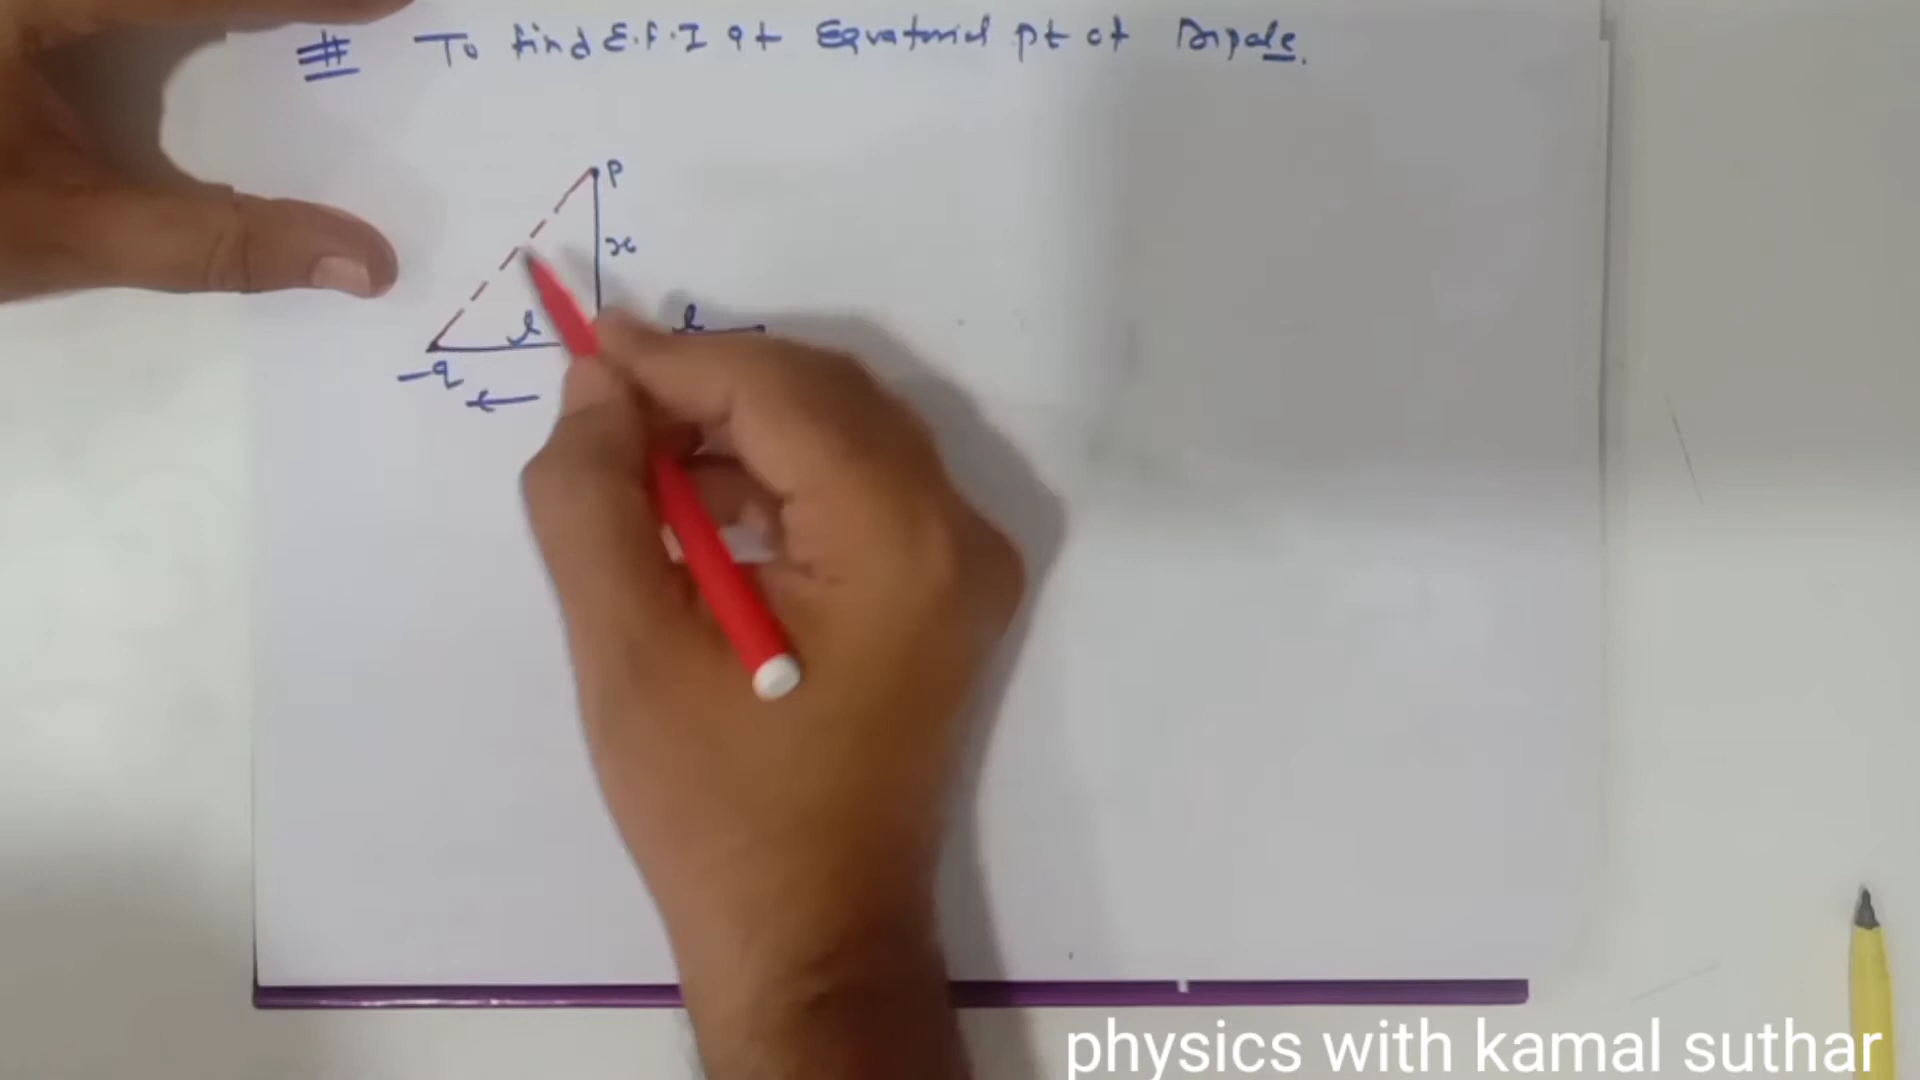 # To find E.F.I at Equatorial pt of Dipole.
P
x
l l
-q
physics with kamal suthar